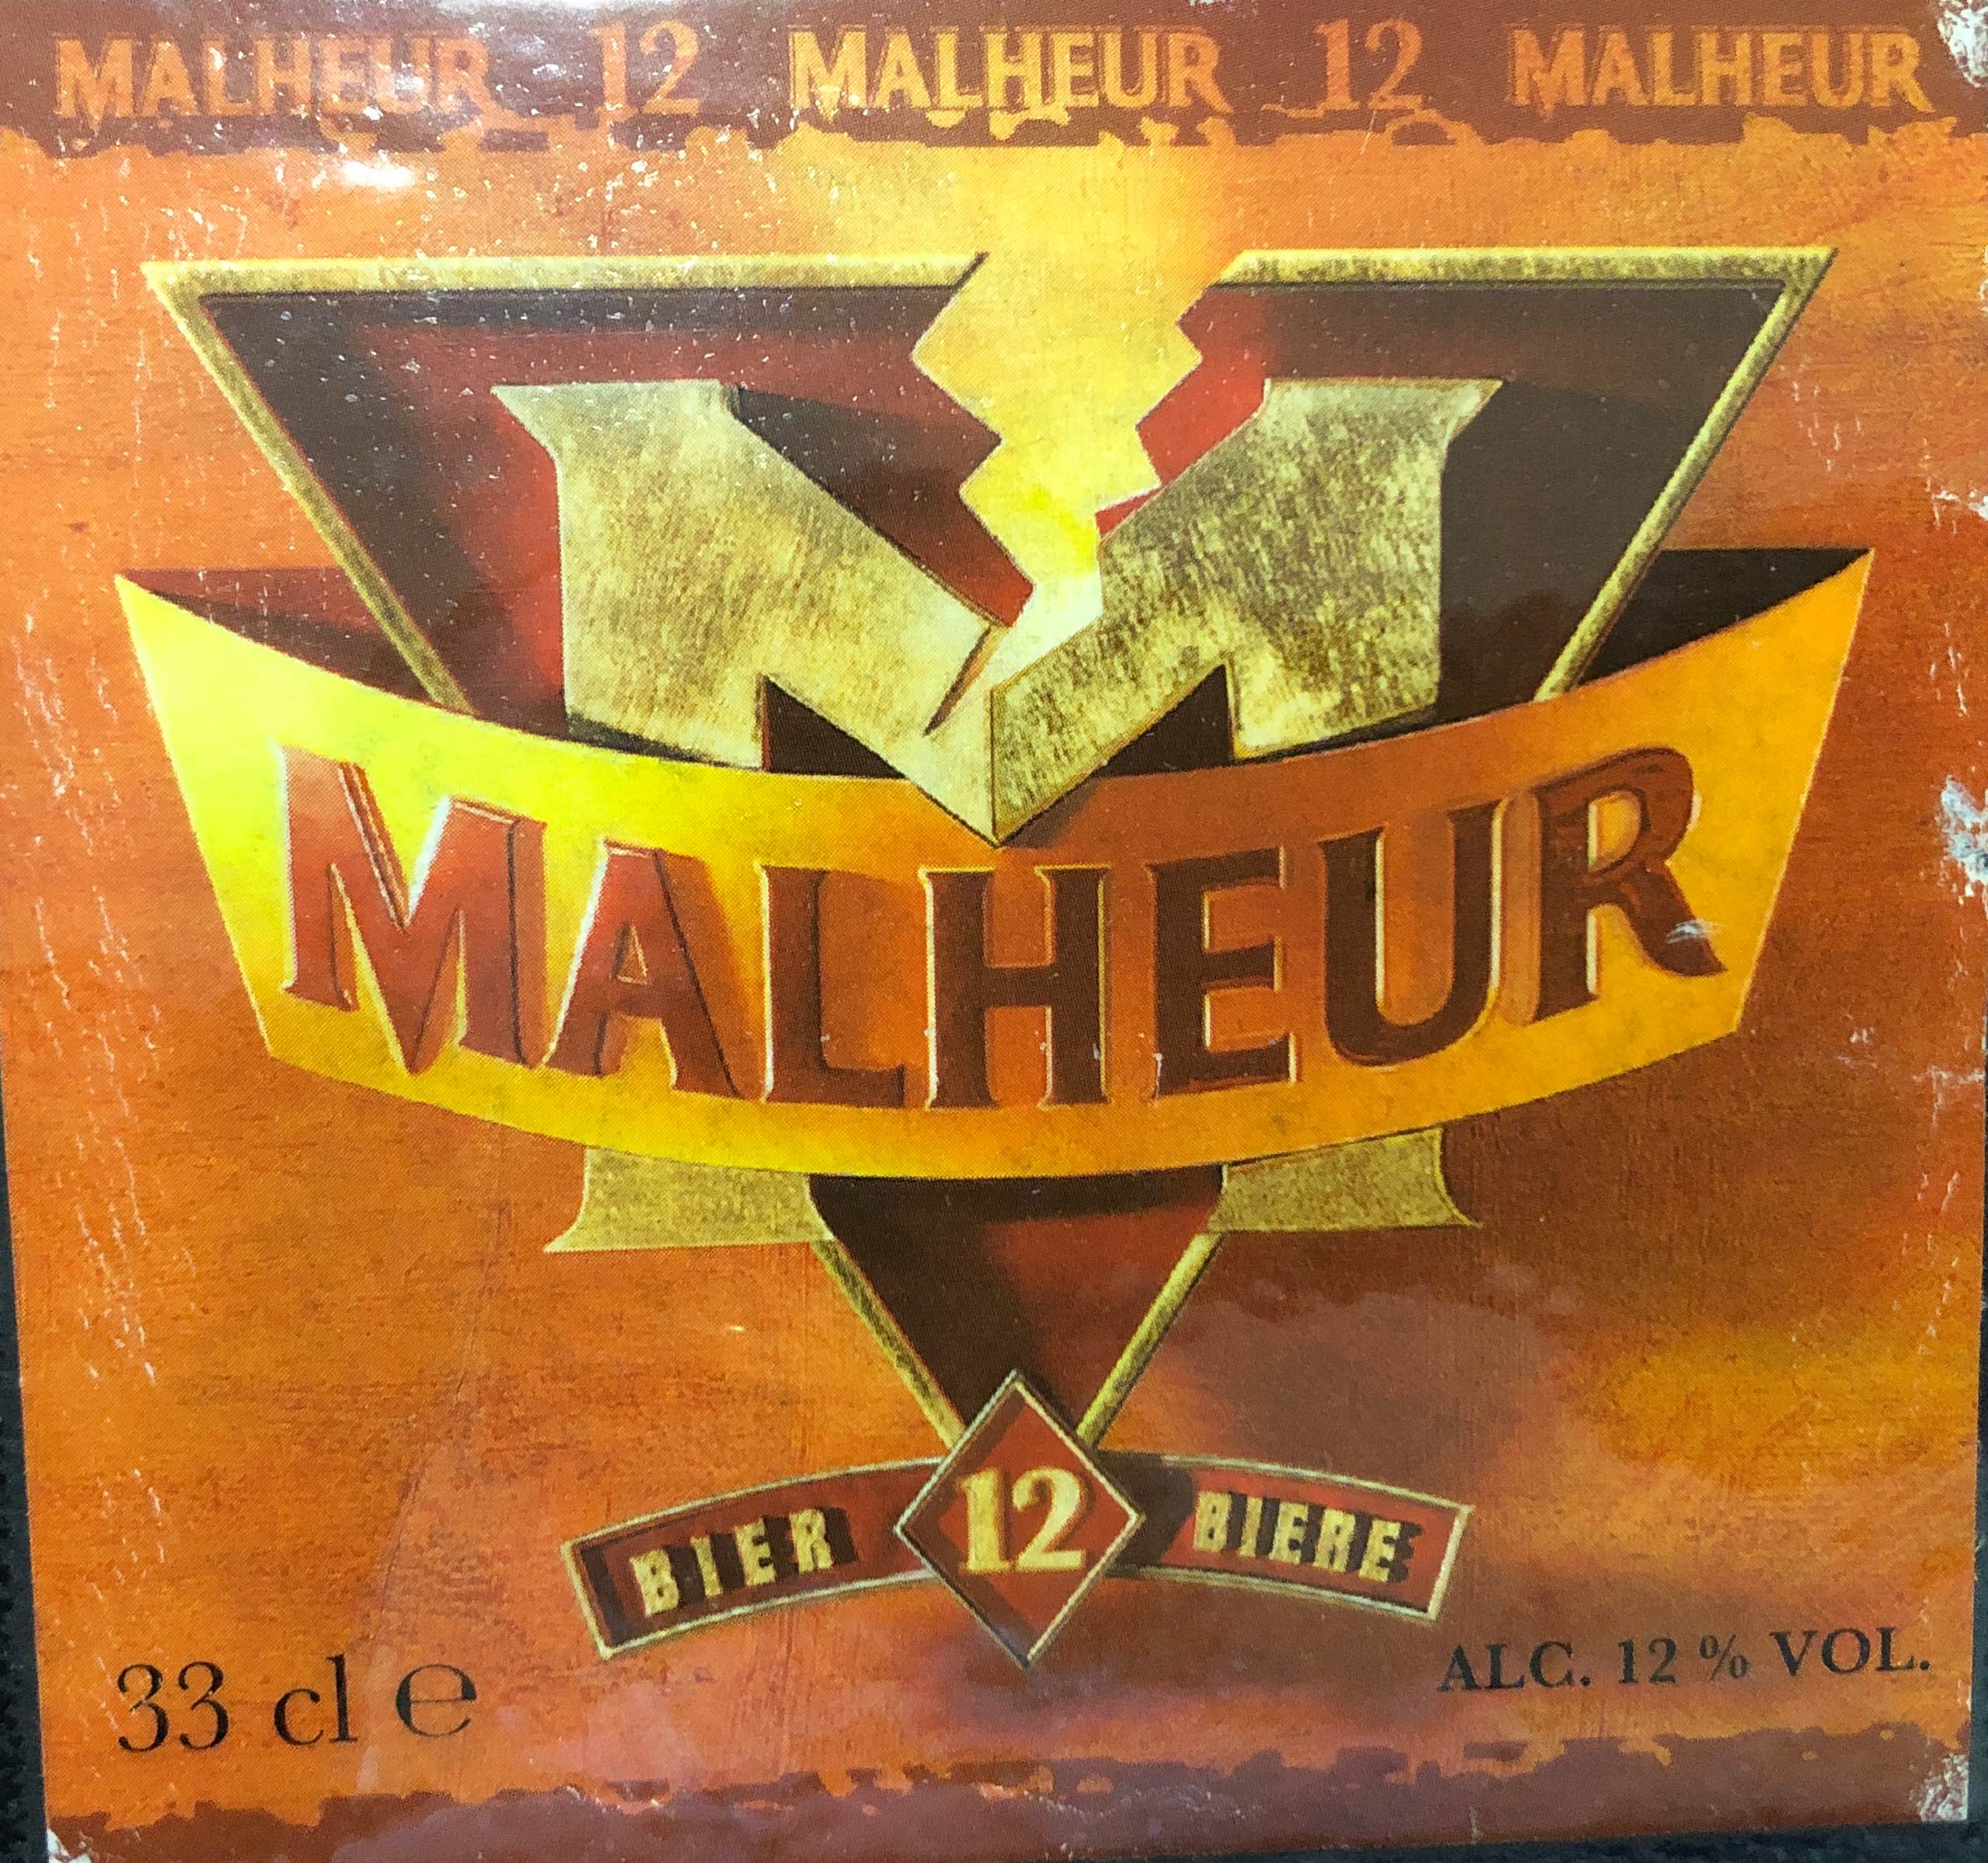 MALHEUR 12 MALHEUR 12 MALHEUR
M
MALHEUR
BIER 12 BIERE
33 cl ℮
ALC. 12 % VOL.